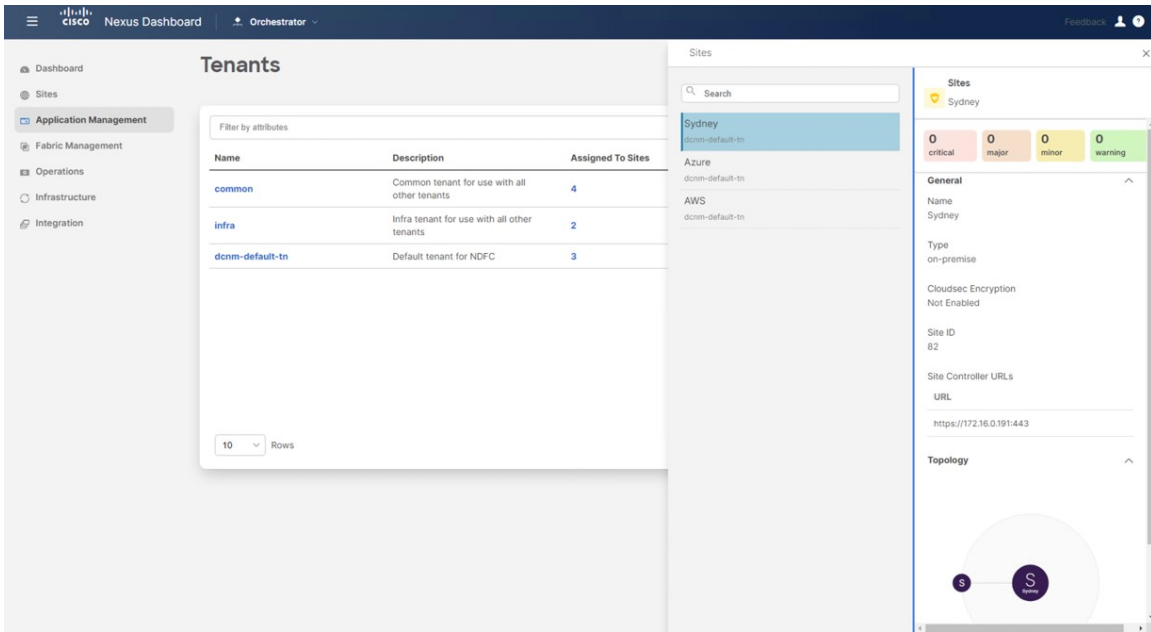 CISCO Nexus Dashboard Orchestrator Feedback ?
Dashboard
Sites
Application Management
Fabric Management
Operations
Infrastructure
Integration
Tenants
Filter by attributes
Name Description Assigned To Sites
common Common tenant for use with all 4
other tenants
infra Infra tenant for use with all other 2
tenants
dcnm-default-tn Default tenant for NDFC 3
10 Rows
Sites
Search
Sydney
dcnm-default-tn
Azure
dcnm-default-tn
AWS
dcnm-default-tn
Sites
Sydney
0 0 0 0
critical major minor warning
General
Name
Sydney
Type
on-premise
Cloudsec Encryption
Not Enabled
Site ID
82
Site Controller URLs
URL
https://172.16.0.191:443
Topology
S S
Sydney